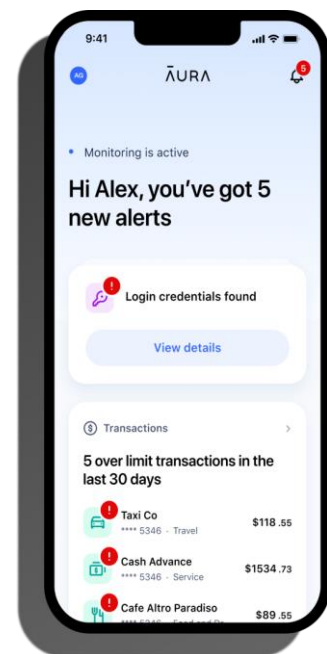 9:41
AG
ĀURA
5
Monitoring is active
Hi Alex, you’ve got 5
new alerts
!
Login credentials found
View details
$ Transactions >
5 over limit transactions in the
last 30 days
!
Taxi Co
**** 5346 · Travel
$118 .55
!
Cash Advance
**** 5346 · Service
$1534 .73
!
Cafe Altro Paradiso
**** 5346 ·
$89 .55